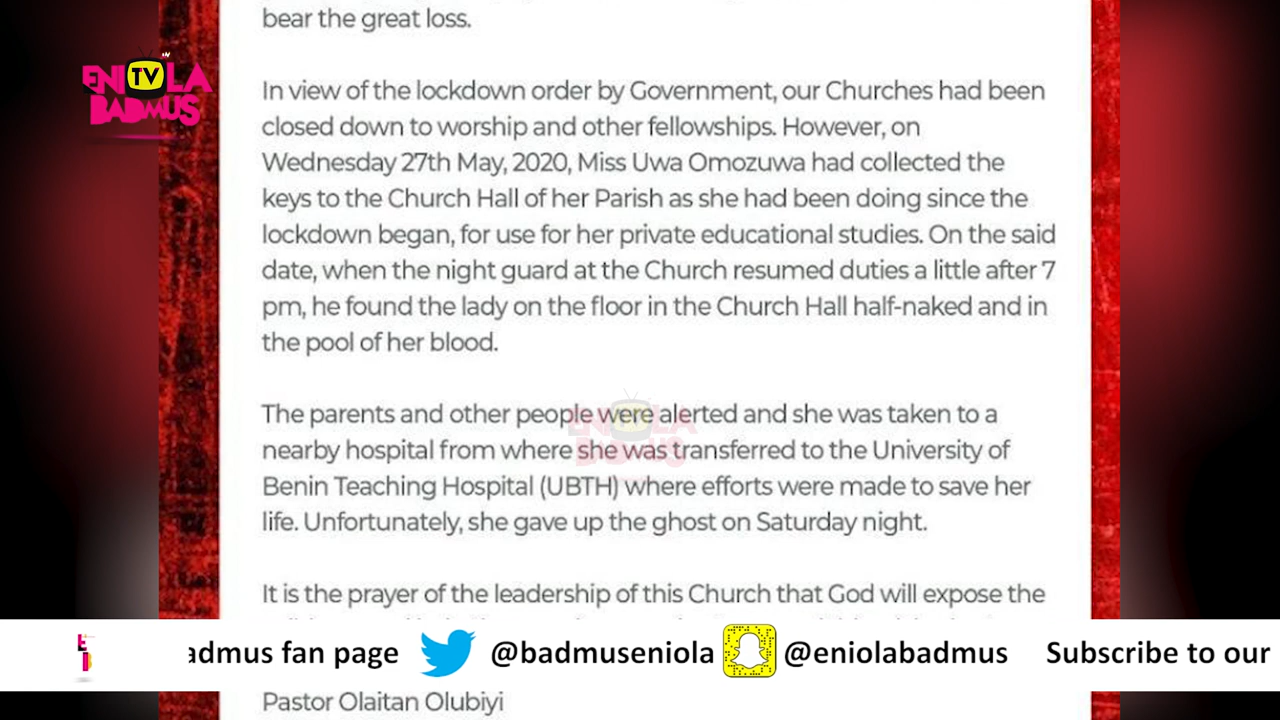 bear the great loss.
ENIOLA
TV
BADMUS
In view of the lockdown order by Government, our Churches had been
closed down to worship and other fellowships. However, on
Wednesday 27th May, 2020, Miss Uwa Omozuwa had collected the
keys to the Church Hall of her Parish as she had been doing since the
lockdown began, for use for her private educational studies. On the said
date, when the night guard at the Church resumed duties a little after 7
pm, he found the lady on the floor in the Church Hall half-naked and in
the pool of her blood.
The parents and other people were alerted and she was taken to a
nearby hospital from where she was transferred to the University of
Benin Teaching Hospital (UBTH) where efforts were made to save her
life. Unfortunately, she gave up the ghost on Saturday night.
It is the prayer of the leadership of this Church that God will expose the
admus fan page @badmuseniola @eniolabadmus Subscribe to our
Pastor Olaitan Olubiyi